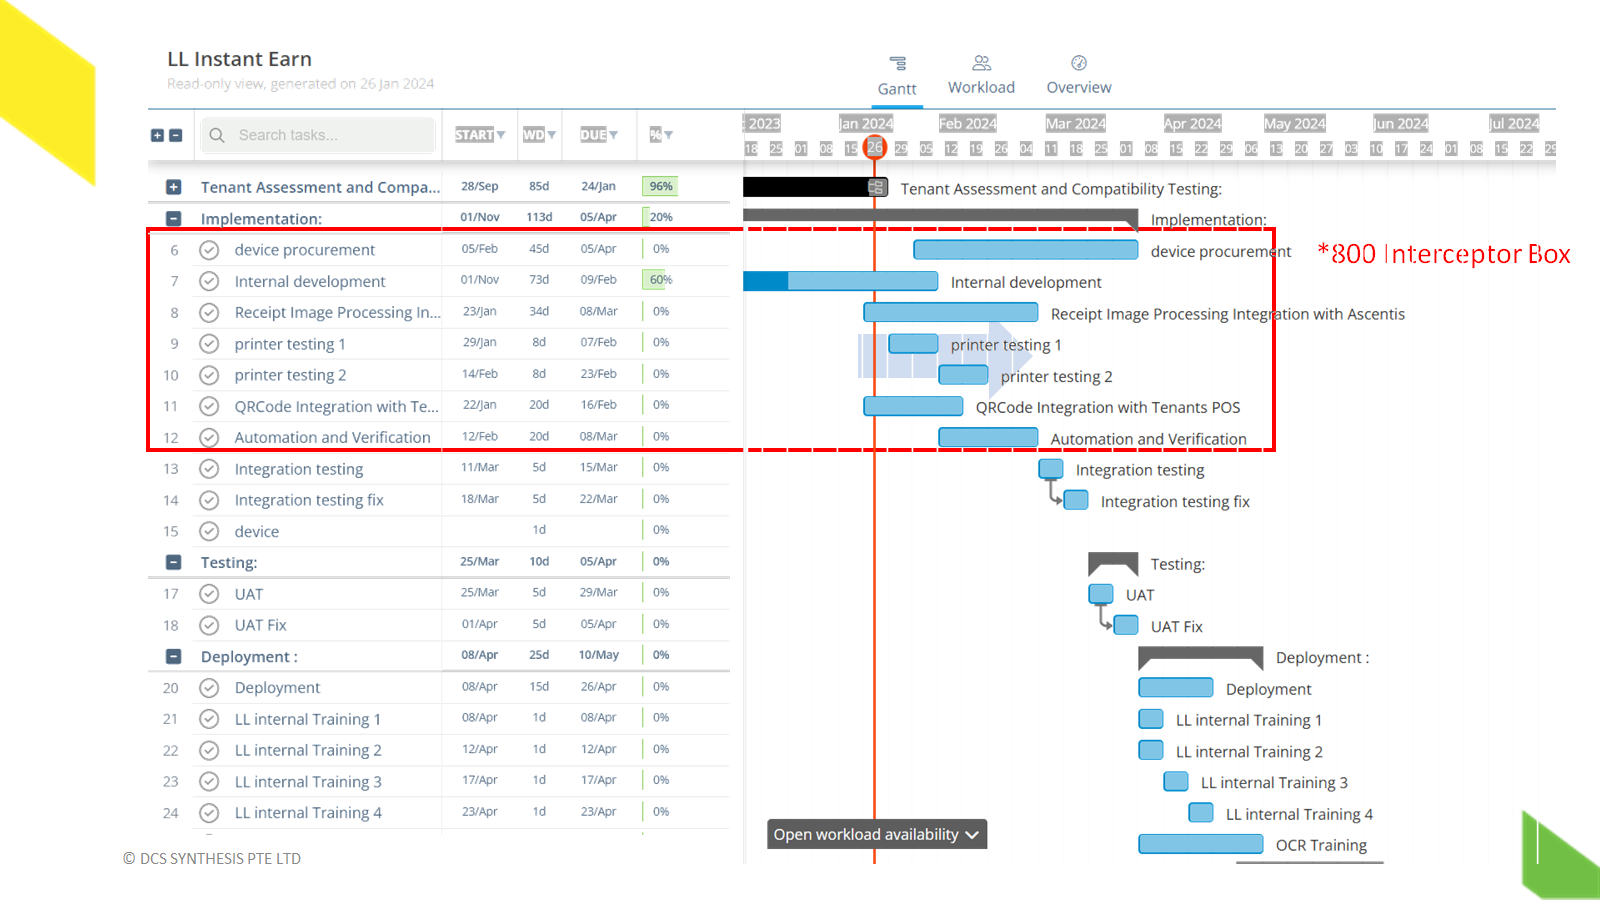 LL Instant Earn
Read-only view, generated on 26 Jan 2024
Gantt Workload Overview
Search tasks... START WD DUE %
2023 Jan 2024 Feb 2024 Mar 2024 Apr 2024 May 2024 Jun 2024 Jul 2024
18 25 01 08 15 26 29 05 12 19 26 04 11 18 25 01 08 15 22 29 06 13 20 27 03 10 17 24 01 08 15 22 29
Tenant Assessment and Compa... 28/Sep 85d 24/Jan 96% Tenant Assessment and Compatibility Testing:
Implementation: 01/Nov 113d 05/Apr 20% Implementation:
6 device procurement 05/Feb 45d 05/Apr 0% device procurement *800 Interceptor Box
7 Internal development 01/Nov 73d 09/Feb 60% Internal development
8 Receipt Image Processing In... 23/Jan 34d 08/Mar 0% Receipt Image Processing Integration with Ascentis
9 printer testing 1 29/Jan 8d 07/Feb 0% printer testing 1
10 printer testing 2 14/Feb 8d 23/Feb 0% printer testing 2
11 QRCode Integration with Te... 22/Jan 20d 16/Feb 0% QRCode Integration with Tenants POS
12 Automation and Verification 12/Feb 20d 08/Mar 0% Automation and Verification
13 Integration testing 11/Mar 5d 15/Mar 0% Integration testing
14 Integration testing fix 18/Mar 5d 22/Mar 0% Integration testing fix
15 device 1d 0%
Testing: 25/Mar 10d 05/Apr 0% Testing:
17 UAT 25/Mar 5d 29/Mar 0% UAT
18 UAT Fix 01/Apr 5d 05/Apr 0% UAT Fix
Deployment : 08/Apr 25d 10/May 0% Deployment :
20 Deployment 08/Apr 15d 26/Apr 0% Deployment
21 LL internal Training 1 08/Apr 1d 08/Apr 0% LL internal Training 1
22 LL internal Training 2 12/Apr 1d 12/Apr 0% LL internal Training 2
23 LL internal Training 3 17/Apr 1d 17/Apr 0% LL internal Training 3
24 LL internal Training 4 23/Apr 1d 23/Apr 0% LL internal Training 4
Open workload availability
OCR Training
© DCS SYNTHESIS PTE LTD